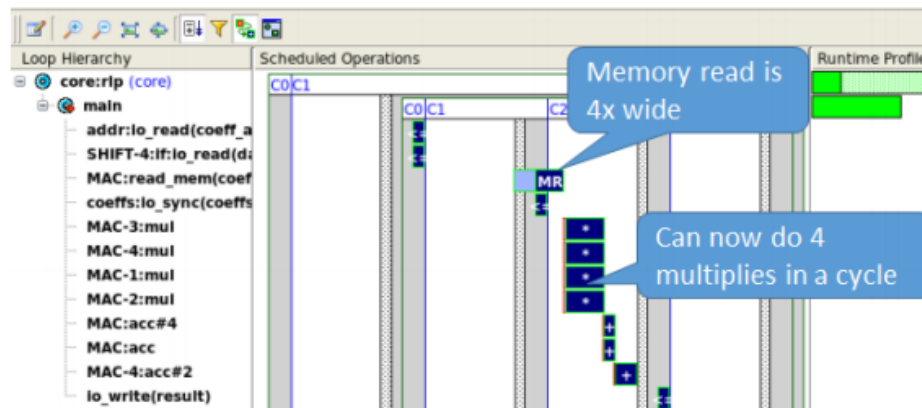 Loop Hierarchy
Scheduled Operations
Runtime Profile
core:rlp (core)
C0 C1
main
C0 C1
C2
addr:io_read(coeff_a
SHIFT-4:if:io_read(da
MAC:read_mem(coef
MR
coeffs:io_sync(coeffs
<=
MAC-3:mul
*
MAC-4:mul
*
MAC-1:mul
*
MAC-2:mul
*
MAC:acc#4
+
MAC:acc
+
MAC-4:acc#2
+
io_write(result)
Memory read is
4x wide
Can now do 4
multiplies in a cycle